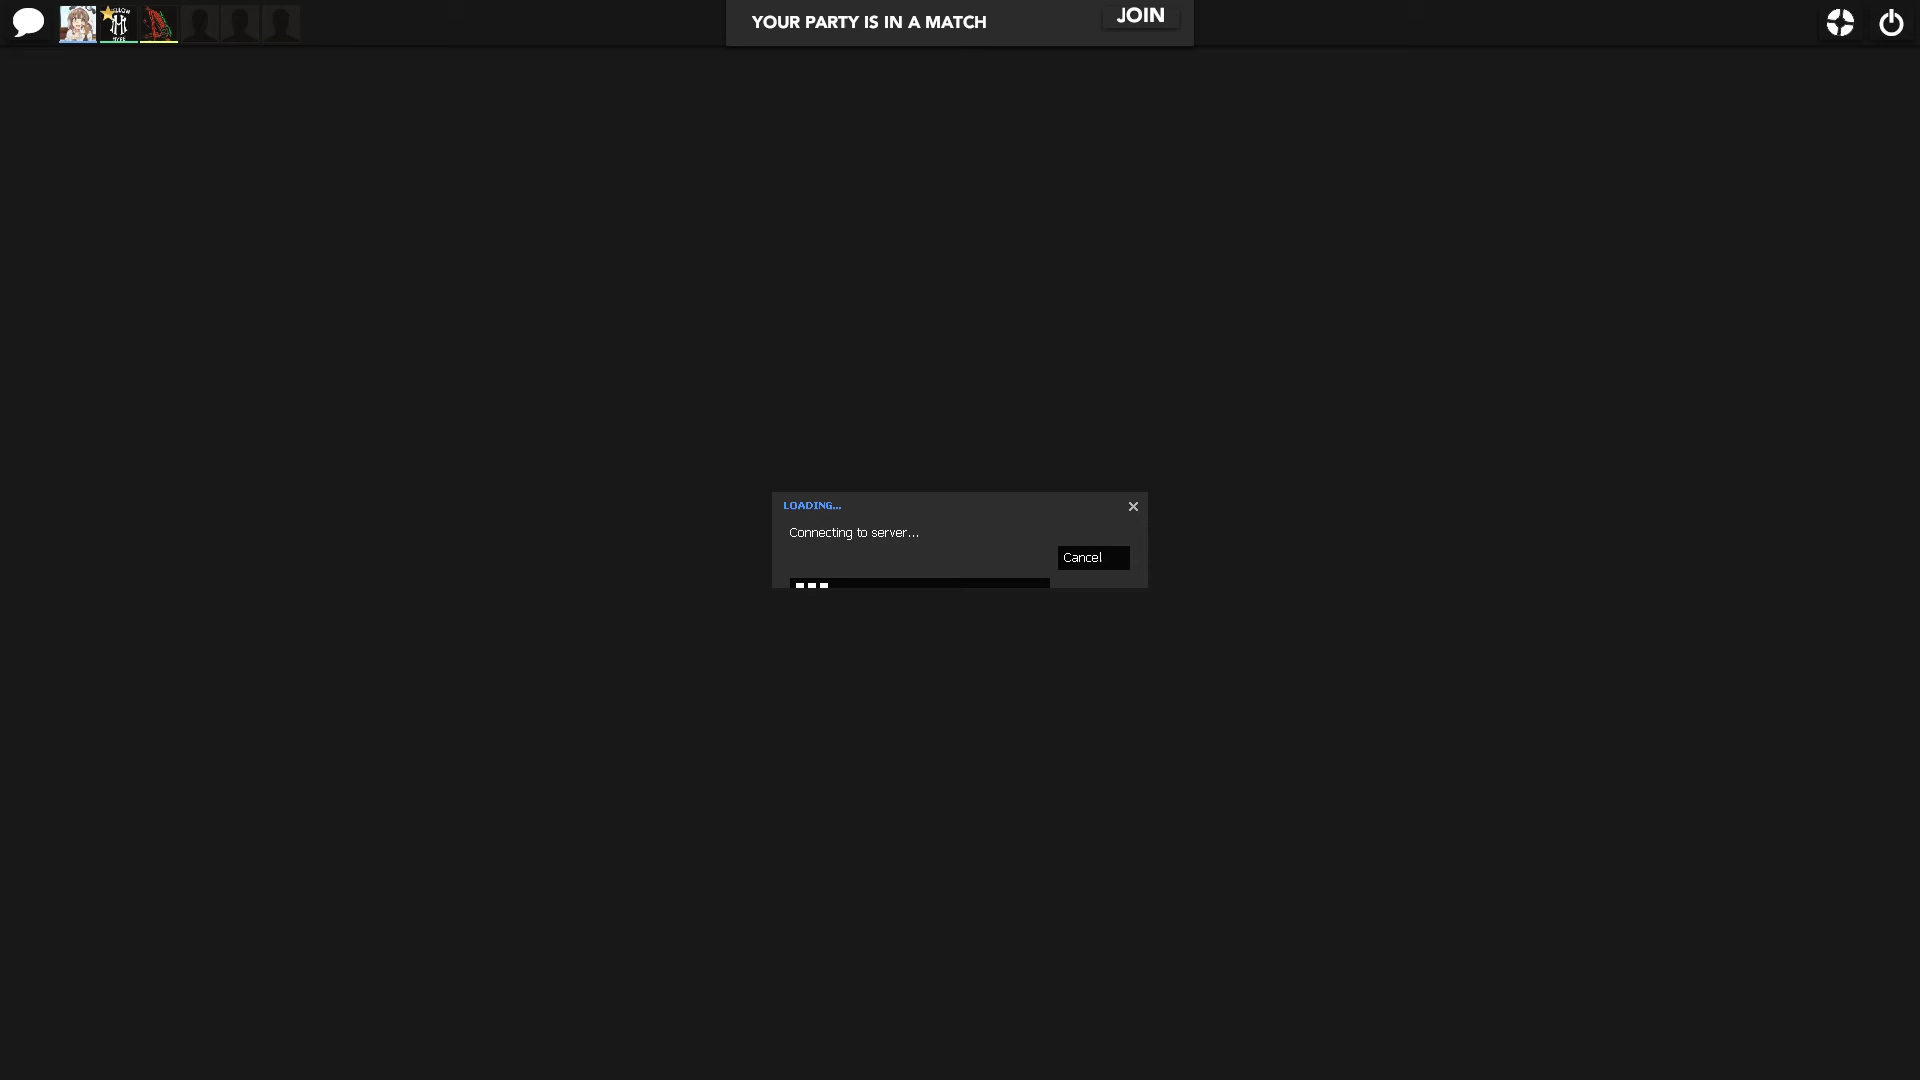 YOUR PARTY IS IN A MATCH
JOIN
LOADING...
Connecting to server...
Cancel